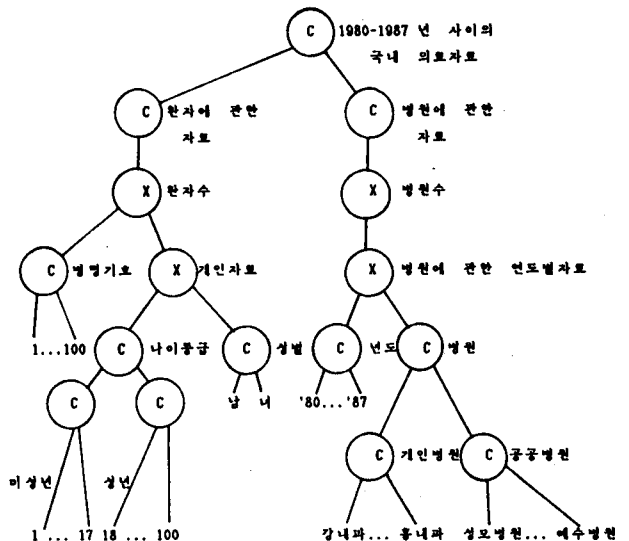 C 1980-1987 년 사이의
국내 의료자료
C 환자에 관한
자료
C 병원에 관한
자료
X 환자수
X 병원수
C 병명기호
X 개인자료
X 병원에 관한 연도별자료
1...100
C 나이등급
C 성별
C 년도
C 병원
남 녀
'80...'87
C
C
미성년
성년
C 개인병원
C 공공병원
1 ... 17
18 ... 100
강내과... 홍내과
성모병원... 예수병원